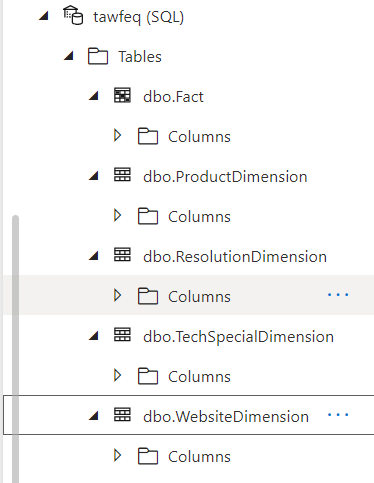 tawfeq (SQL)
Tables
dbo.Fact
Columns
dbo.ProductDimension
Columns
dbo.ResolutionDimension
Columns
dbo.TechSpecialDimension
Columns
dbo.WebsiteDimension
Columns